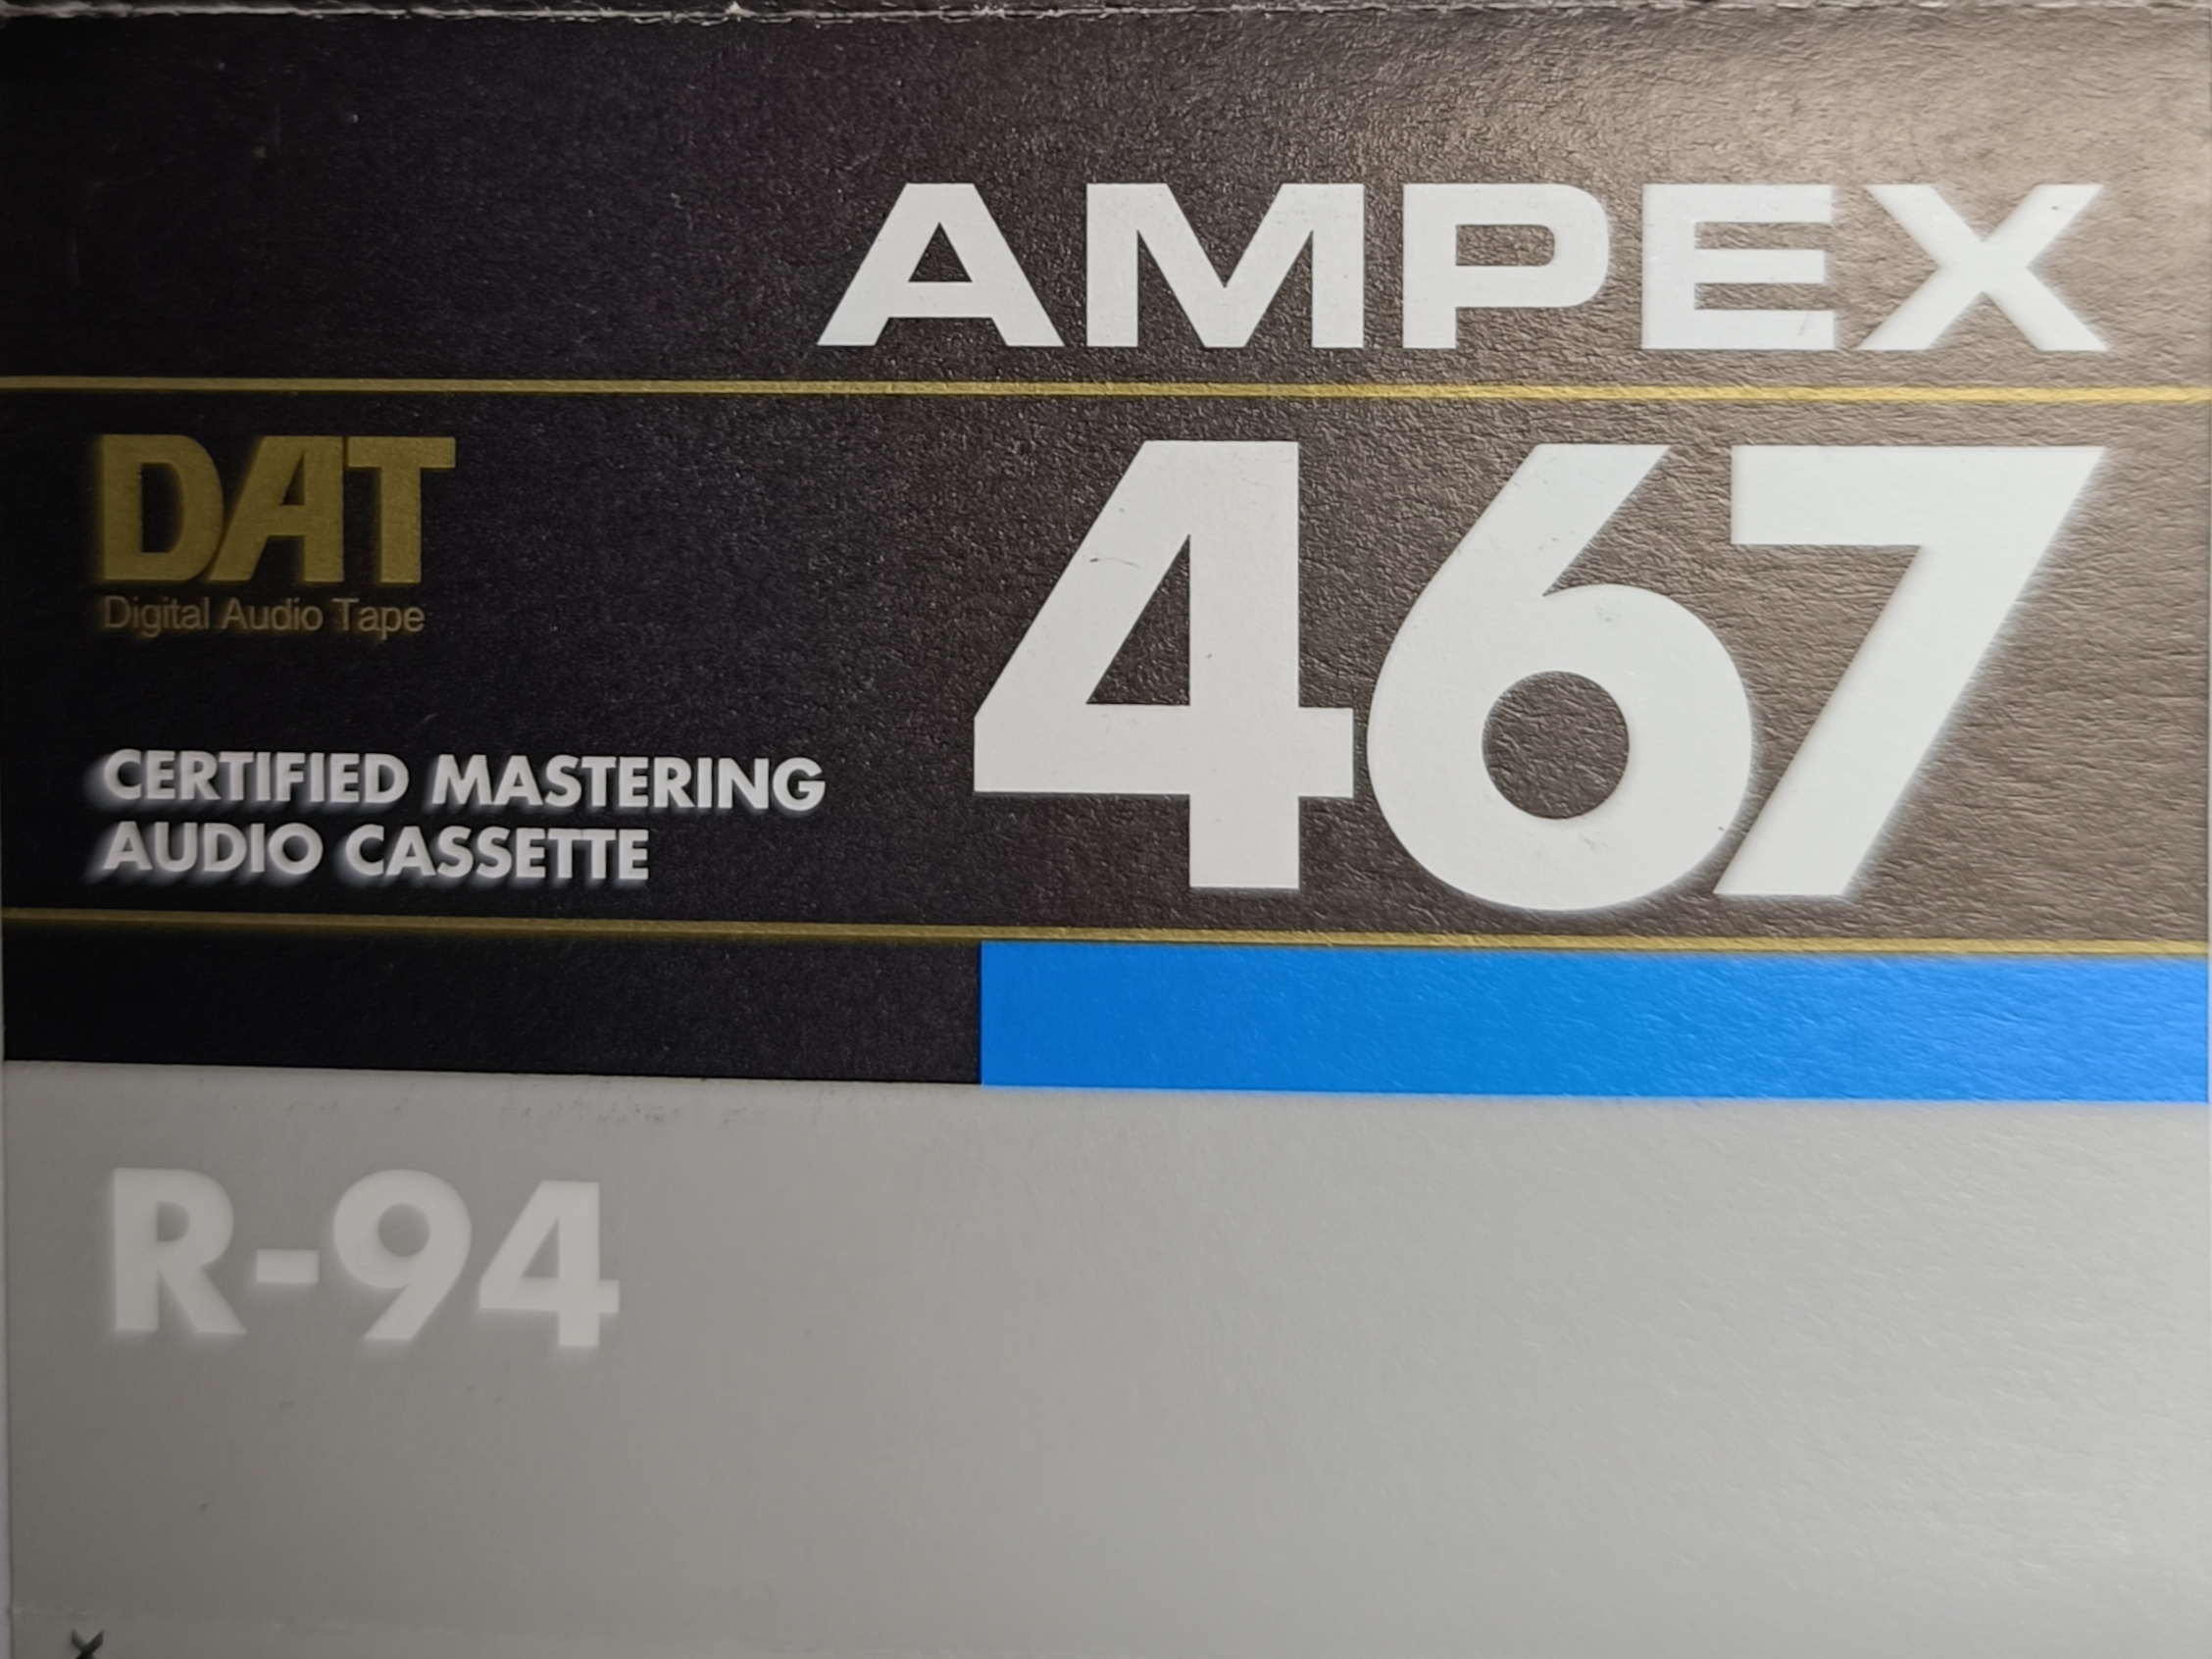 AMPEX
DAT
Digital Audio Tape
467
CERTIFIED MASTERING
AUDIO CASSETTE
R-94